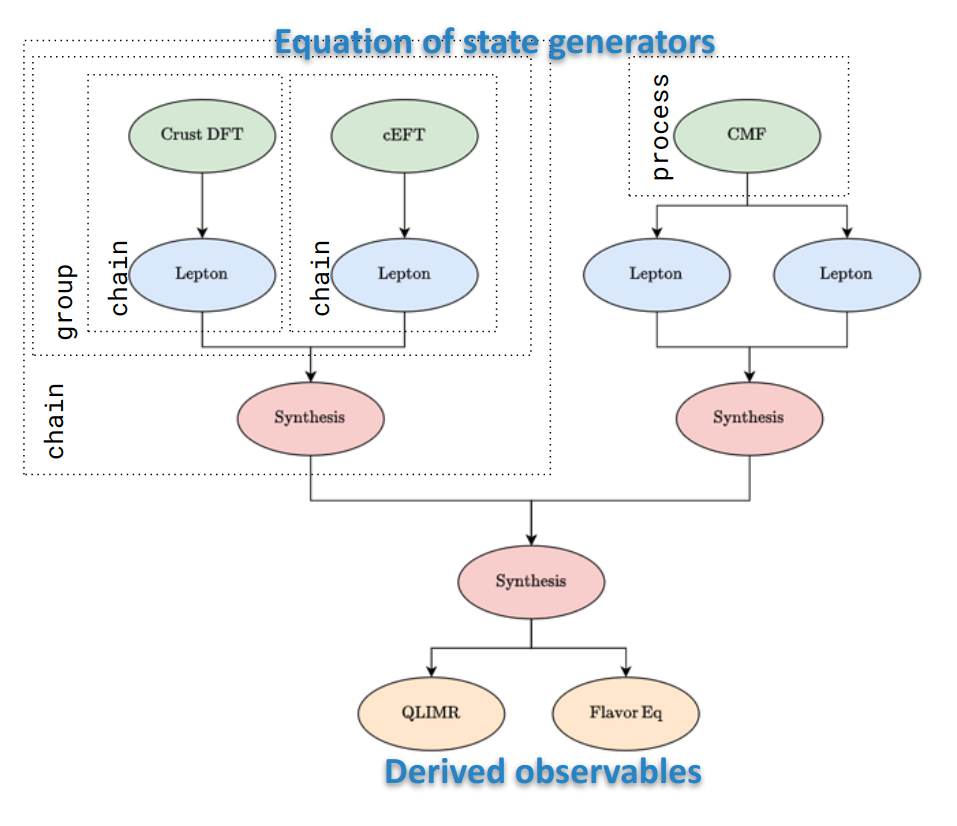 Equation of state generators
process
Crust DFT
cEFT
CMF
group
chain
Lepton
chain
Lepton
Lepton
Lepton
chain
Synthesis
Synthesis
Synthesis
QLIMR
Flavor Eq
Derived observables